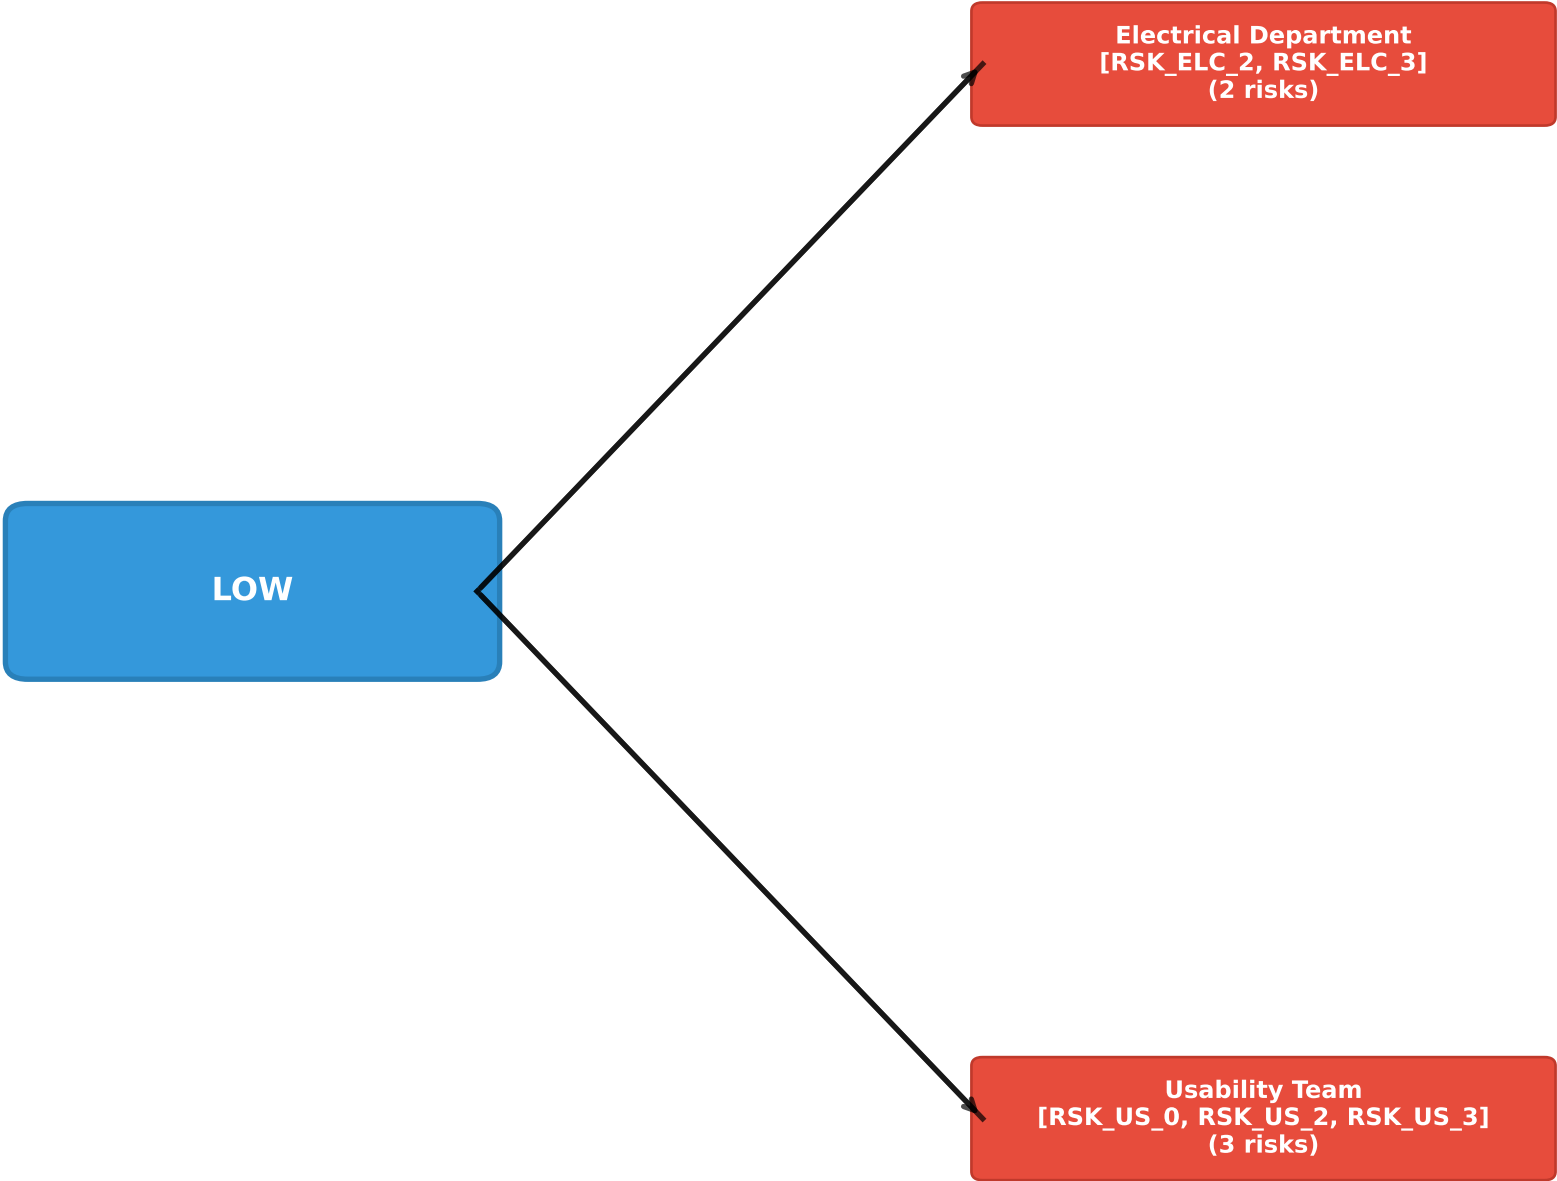 Electrical Department
[RSK_ELC_2, RSK_ELC_3]
(2 risks)
LOW
Usability Team
[RSK_US_0, RSK_US_2, RSK_US_3]
(3 risks)